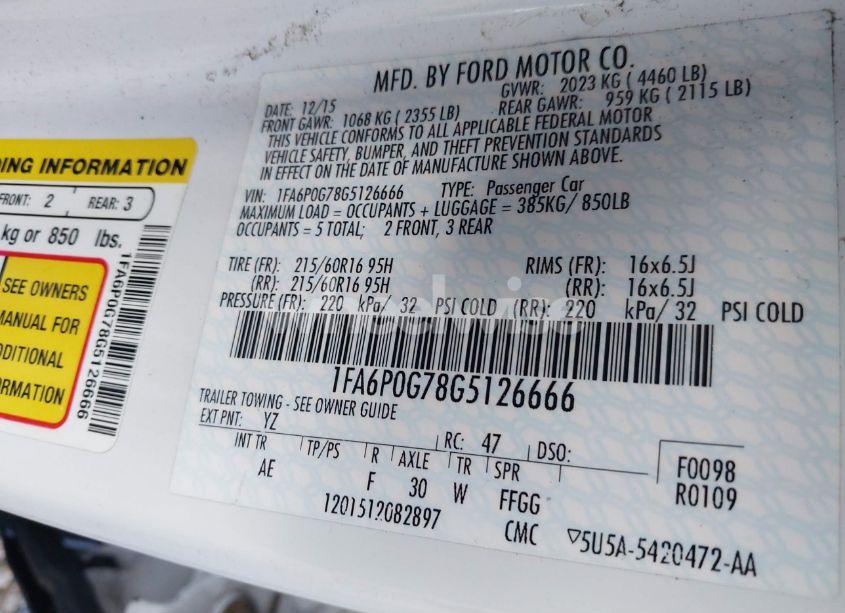 MFD. BY FORD MOTOR CO.
DATE: 12/15 GVWR: 2023 KG ( 4460 LB)
FRONT GAWR: 1068 KG ( 2355 LB) REAR GAWR: 959 KG ( 2115 LB)
THIS VEHICLE CONFORMS TO ALL APPLICABLE FEDERAL MOTOR
VEHICLE SAFETY, BUMPER, AND THEFT PREVENTION STANDARDS
IN EFFECT ON THE DATE OF MANUFACTURE SHOWN ABOVE.
VIN: 1FA6P0G78G5126666 TYPE: Passenger Car
MAXIMUM LOAD = OCCUPANTS + LUGGAGE = 385KG/ 850LB
OCCUPANTS = 5 TOTAL; 2 FRONT, 3 REAR
TIRE (FR): 215/60R16 95H RIMS (FR): 16x6.5J
(RR): 215/60R16 95H (RR): 16x6.5J
PRESSURE (FR): 220 kPa/ 32 PSI COLD (RR): 220 kPa/ 32 PSI COLD
1FA6P0G78G5126666
TRAILER TOWING - SEE OWNER GUIDE
EXT PNT: YZ RC: 47 DSO:
INT TR TP/PS R AXLE TR SPR
AE F 30 W FFGG
F0098
R0109
1201512082897 CMC 5U5A-5420472-AA
ING INFORMATION
FRONT: 2 REAR: 3
kg or 850 lbs.
SEE OWNERS
MANUAL FOR
DDITIONAL
ORMATION
1FA6P0G78G5126666